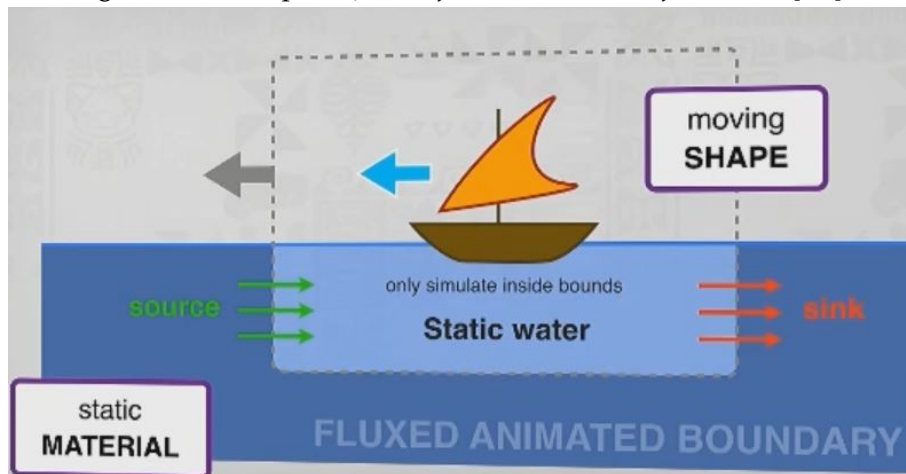 moving
SHAPE
source
only simulate inside bounds
Static water
sink
static
MATERIAL
FLUXED ANIMATED BOUNDARY